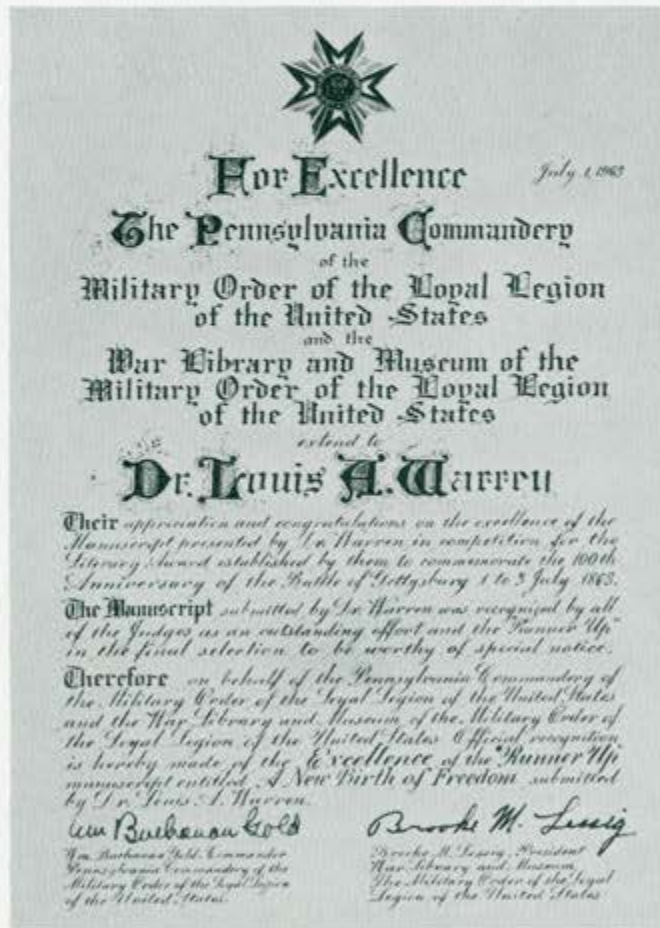 For Excellence
July 1, 1963
The Pennsylvania Commandery
of the
Military Order of the Loyal Legion
of the United States
and the
War Library and Museum of the
Military Order of the Loyal Legion
of the United States
extend to
Dr. Louis A. Warren
Their appreciation and congratulations on the excellence of the
Manuscript presented by Dr. Warren in competition for the
Literary Award established by them to commemorate the 100th
Anniversary of the Battle of Gettysburg 1 to 3 July 1863.
The Manuscript submitted by Dr. Warren was recognized by all
of the Judges as an outstanding effort and the "Runner Up"
in the final selection to be worthy of special notice.
Therefore on behalf of the Pennsylvania Commandery of
the Military Order of the Loyal Legion of the United States
and the War Library and Museum of the Military Order of
the Loyal Legion of the United States Official recognition
is hereby made of the Excellence of the "Runner Up"
manuscript entitled A New Birth of Freedom submitted
by Dr. Louis A. Warren.
Wm Buchanan Gold
Brooke M. Lessig
Wm. Buchanan Gold, Commander
Pennsylvania Commandery of the
Military Order of the Loyal Legion
of the United States.
Brooke M. Lessig, President
War Library and Museum
The Military Order of the Loyal
Legion of the United States